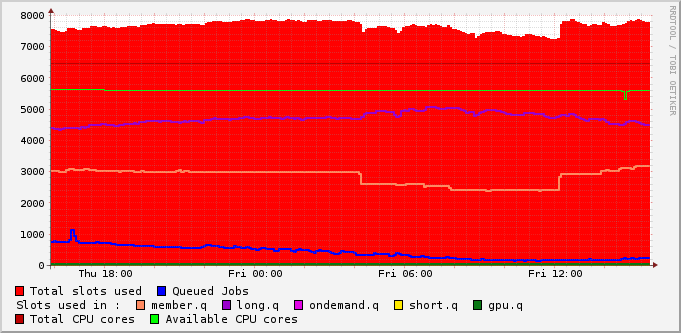 8000
7000
6000
5000
4000
3000
2000
1000
0
Thu 18:00 Fri 00:00 Fri 06:00 Fri 12:00
Total slots used Queued Jobs
Slots used in : member.q long.q ondemand.q short.q gpu.q
Total CPU cores Available CPU cores
RRDTOOL / TOBI OETIKER